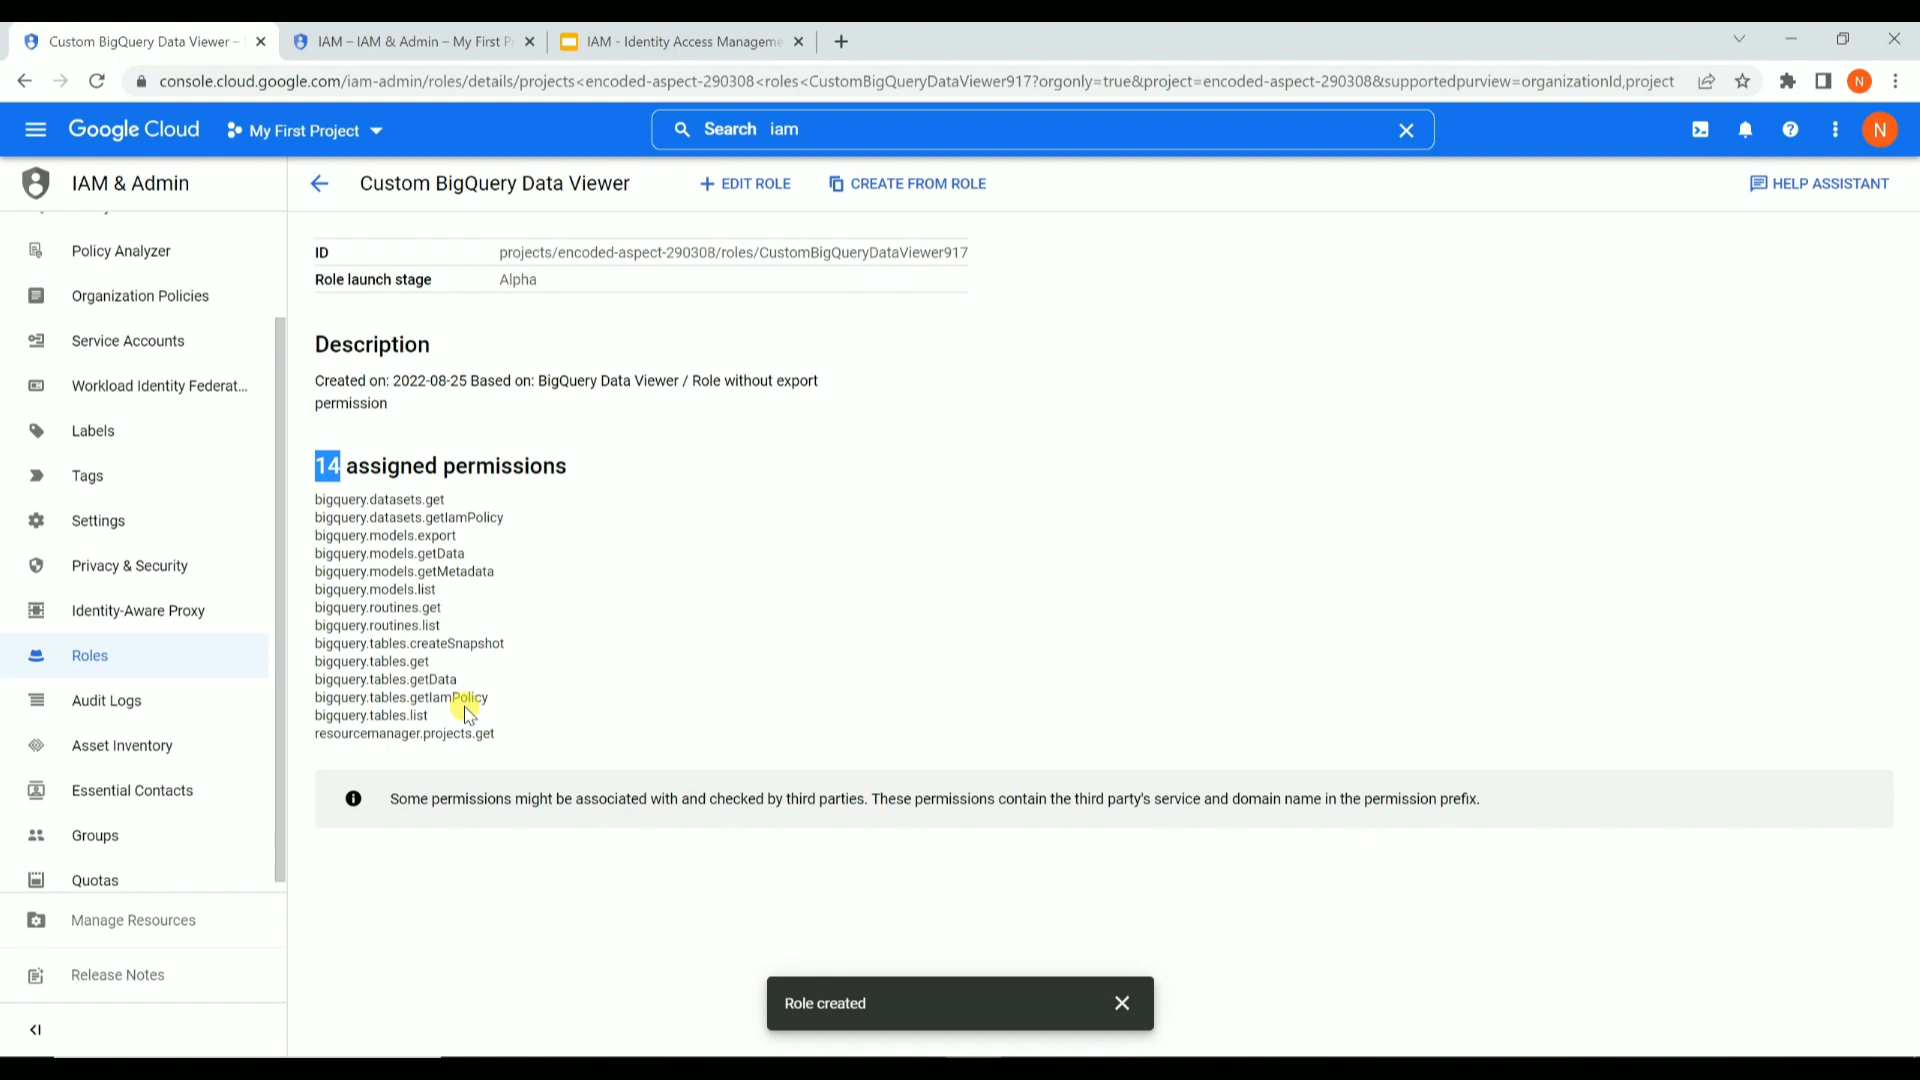 Custom BigQuery Data Viewer –
IAM – IAM & Admin – My First P
IAM - Identity Access Manageme
console.cloud.google.com/iam-admin/roles/details/projects<encoded-aspect-290308<roles<CustomBigQueryDataViewer917?orgonly=true&project=encoded-aspect-290308&supportedpurview=organizationId,project
N
Google Cloud
My First Project
Search iam
N
IAM & Admin
Custom BigQuery Data Viewer
EDIT ROLE
CREATE FROM ROLE
HELP ASSISTANT
Policy Analyzer
Organization Policies
Service Accounts
Workload Identity Federat...
Labels
Tags
Settings
Privacy & Security
Identity-Aware Proxy
Roles
Audit Logs
Asset Inventory
Essential Contacts
Groups
Quotas
Manage Resources
Release Notes
ID projects/encoded-aspect-290308/roles/CustomBigQueryDataViewer917
Role launch stage Alpha
Description
Created on: 2022-08-25 Based on: BigQuery Data Viewer / Role without export
permission
14 assigned permissions
bigquery.datasets.get
bigquery.datasets.getIamPolicy
bigquery.models.export
bigquery.models.getData
bigquery.models.getMetadata
bigquery.models.list
bigquery.routines.get
bigquery.routines.list
bigquery.tables.createSnapshot
bigquery.tables.get
bigquery.tables.getData
bigquery.tables.getIamPolicy
bigquery.tables.list
resourcemanager.projects.get
Some permissions might be associated with and checked by third parties. These permissions contain the third party's service and domain name in the permission prefix.
Role created